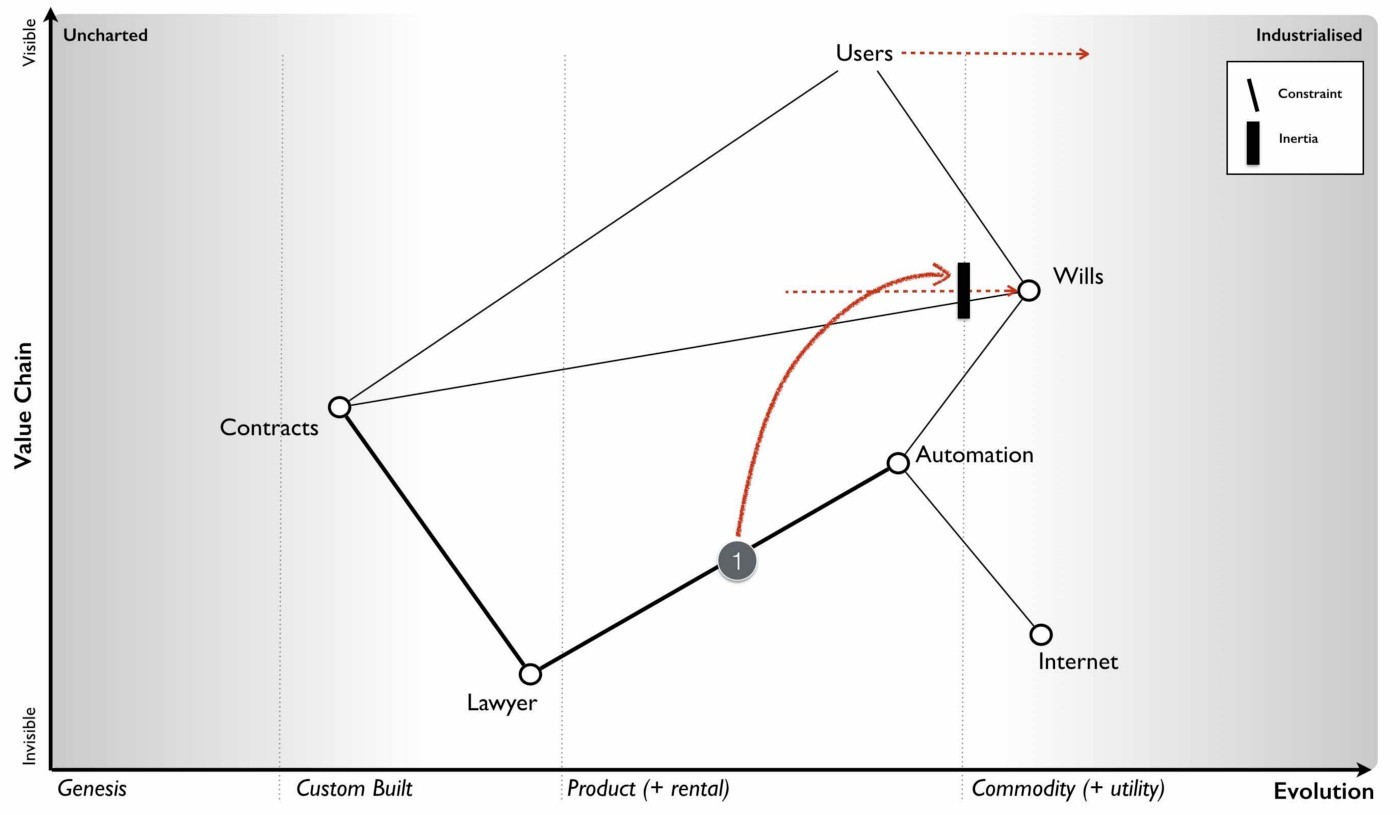 Visible
Uncharted
Users
Industrialised
Constraint
Inertia
Wills
Value Chain
Contracts
Automation
1
Internet
Lawyer
Invisible
Genesis
Custom Built
Product (+ rental)
Commodity (+ utility)
Evolution